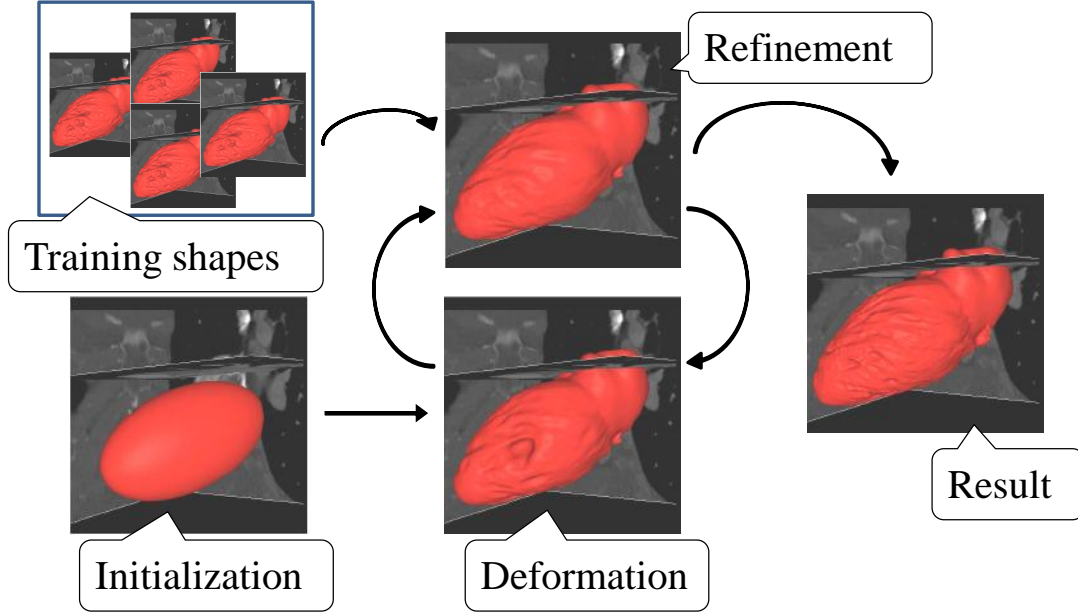 Refinement
Training shapes
Result
Initialization
Deformation